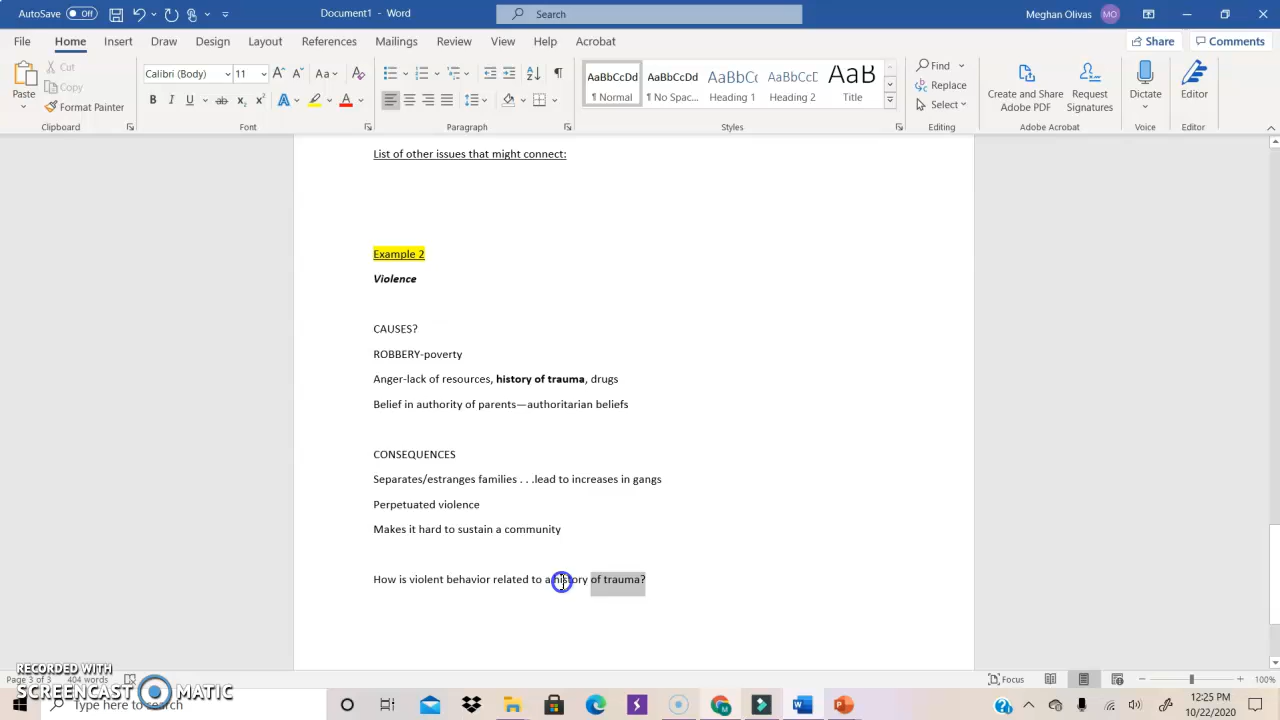 AutoSave Off Document1 - Word Search Meghan Olivas MO
File Home Insert Draw Design Layout References Mailings Review View Help Acrobat Share Comments
Paste Cut Copy Format Painter
Calibri (Body) 11 Aa
B I U ab x₂ x² A A
AaBbCcDd AaBbCcDd AaBbCc AaBbCcD AaB
¶ Normal ¶ No Spac... Heading 1 Heading 2 Title
Find Replace Select
Create and Share Adobe PDF Request Signatures Dictate Editor
Clipboard Font Paragraph Styles Editing Adobe Acrobat Voice Editor
List of other issues that might connect:
Example 2
Violence
CAUSES?
ROBBERY-poverty
Anger-lack of resources, history of trauma, drugs
Belief in authority of parents—authoritarian beliefs
CONSEQUENCES
Separates/estranges families . . .lead to increases in gangs
Perpetuated violence
Makes it hard to sustain a community
How is violent behavior related to a history of trauma?
RECORDED WITH
SCREENCAST MATIC
Page 3 of 3 404 words Focus 100%
Type here to search
12:25 PM
10/23/2020